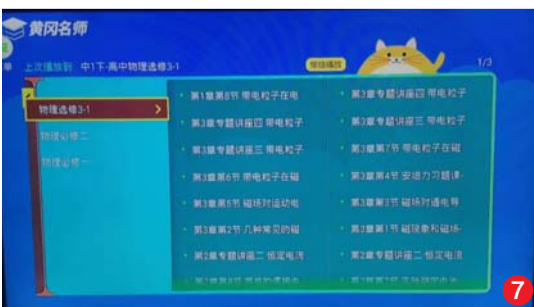 黄冈名师
单
上次播放到 中1下-高中物理选修3-1
继续播放
1/3
物理选修3-1
物理必修二
物理必修一
第1章第8节 带电粒子在电
第3章专题讲座四 带电粒子
第3章专题讲座四 带电粒子
第3章专题讲座三 带电粒子
第3章专题讲座三 带电粒子
第3章第7节 带电粒子在磁
第3章第6节 带电粒子在磁
第3章第4节 安培力习题课-
第3章第5节 磁场对运动电
第3章第3节 磁场对通电导
第3章第2节 几种常见的磁
第3章第1节 磁现象和磁场-
第2章专题讲座二 恒定电流
第2章专题讲座二 恒定电流
7